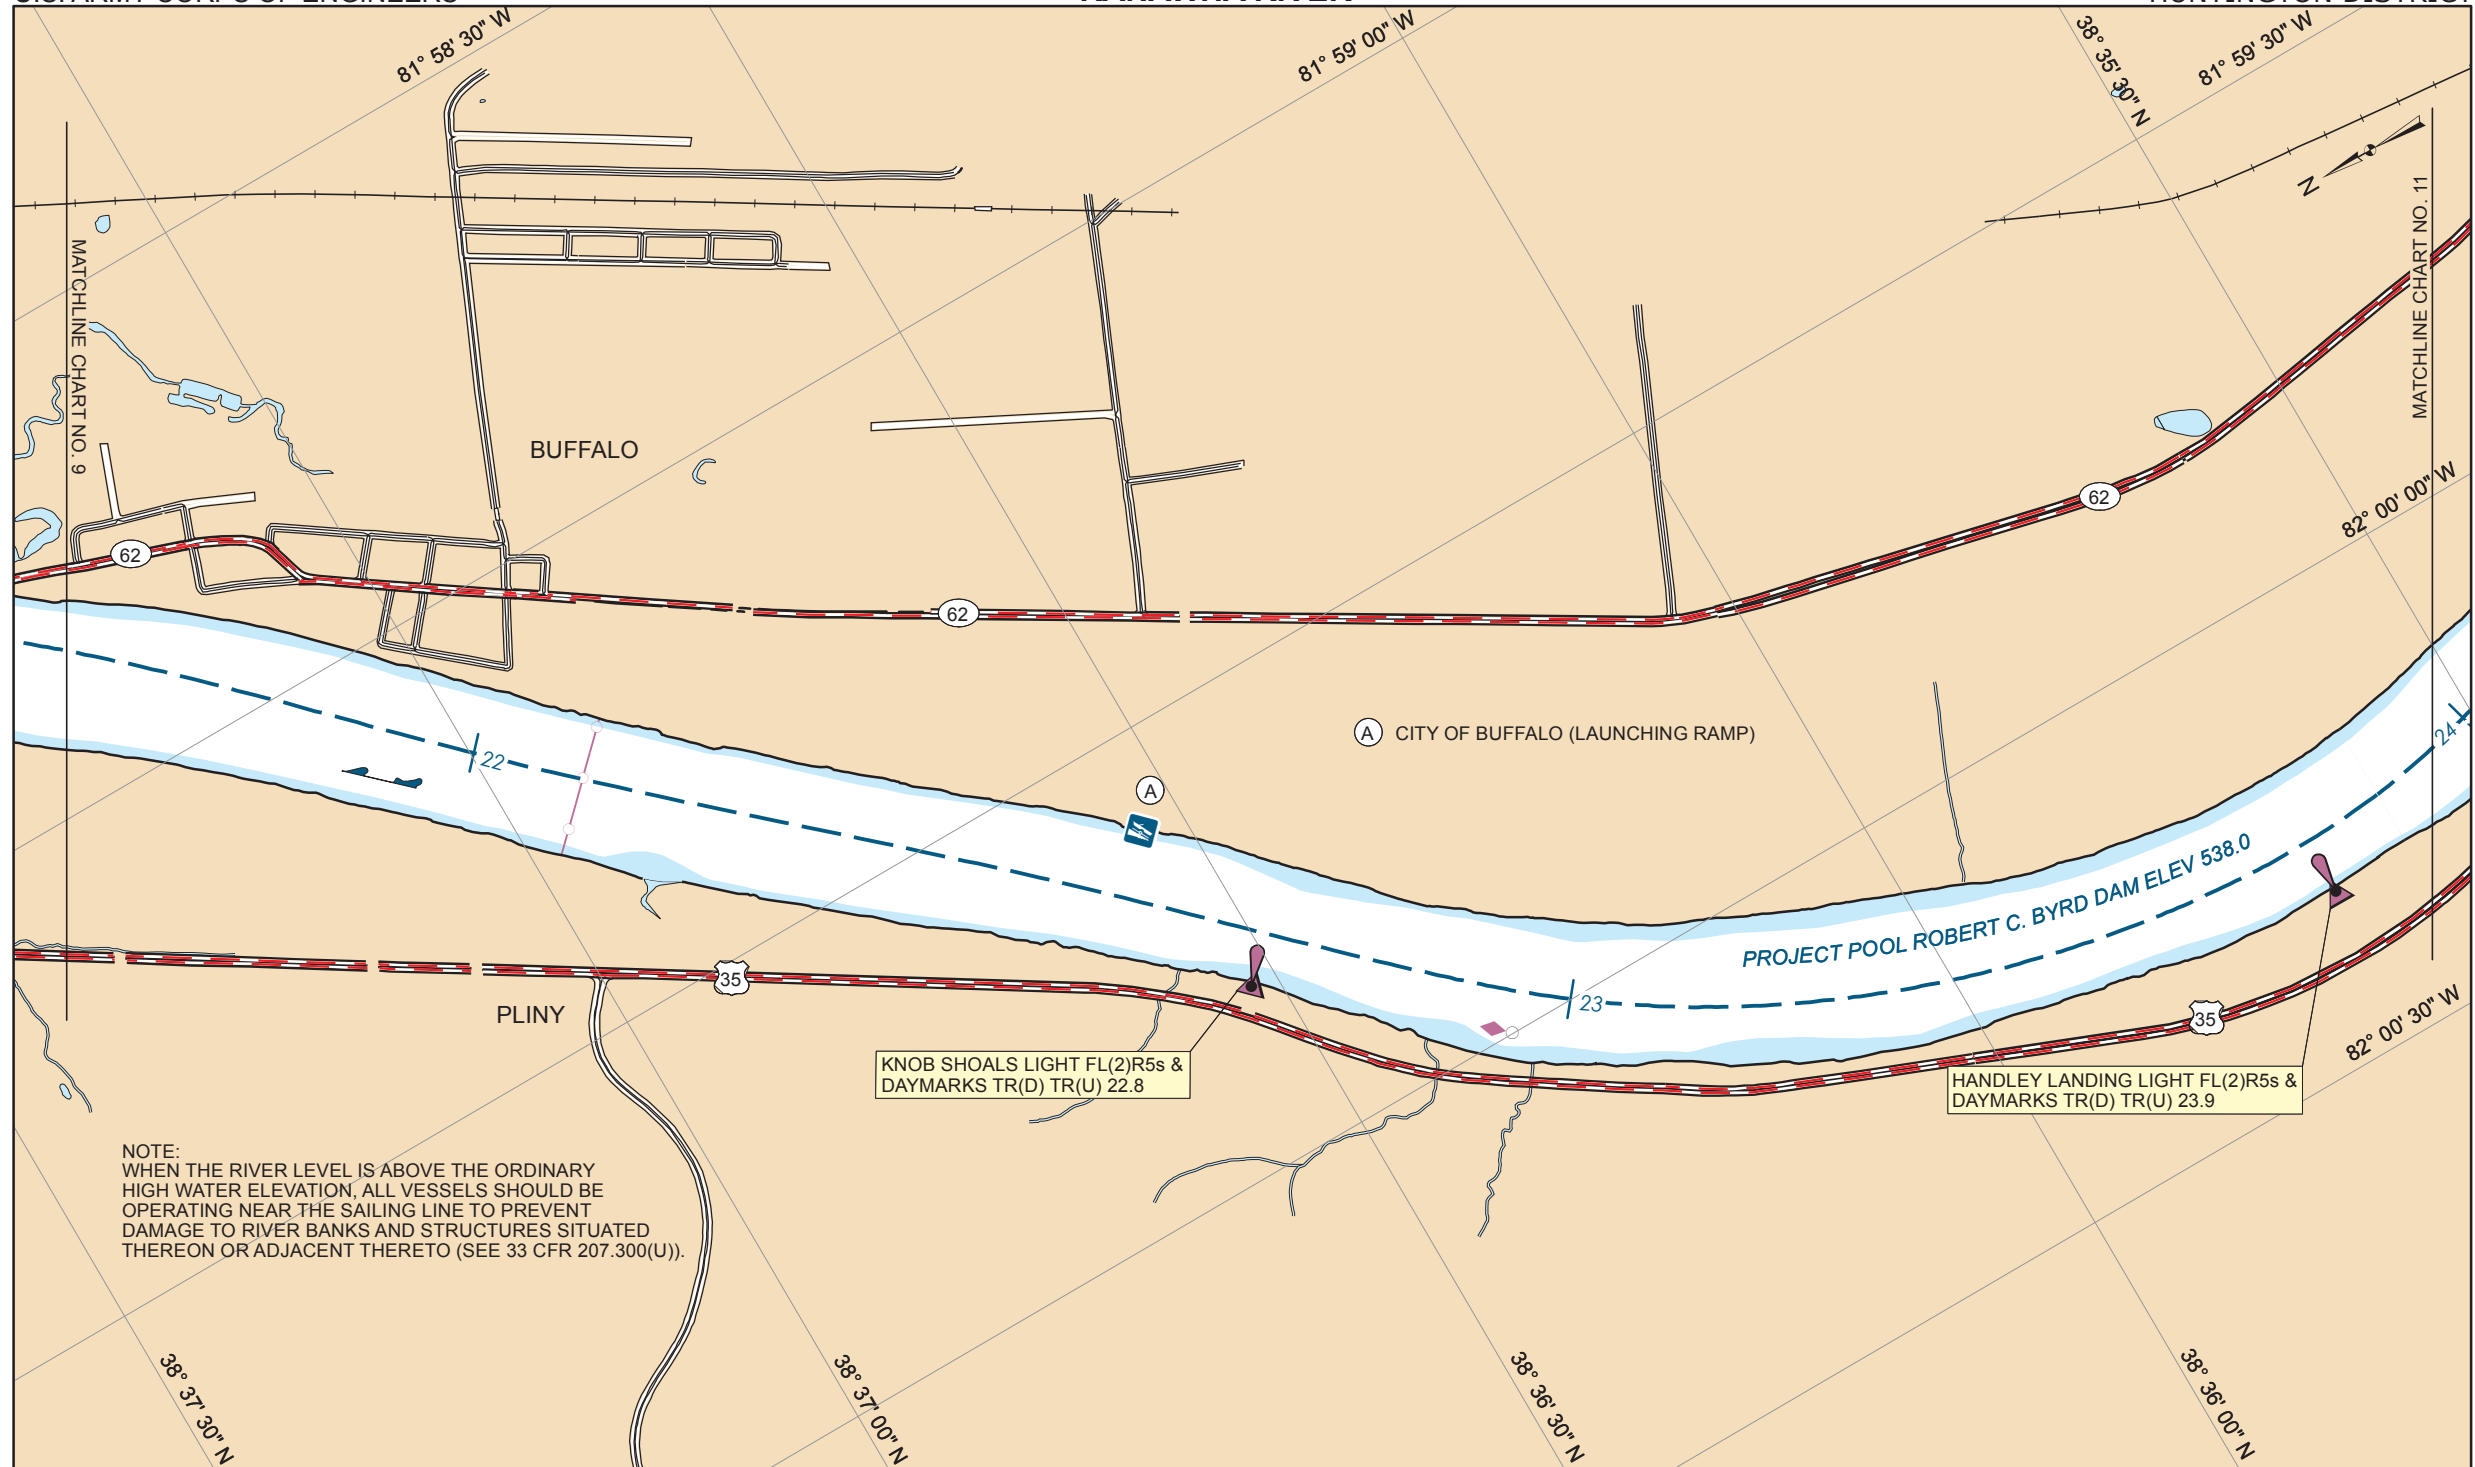 81° 58' 30" W
81° 59' 00" W
38° 35' 30" N
81° 59' 30" W
N
MATCHLINE CHART NO. 9
MATCHLINE CHART NO. 11
BUFFALO
62
62
62
82° 00' 00" W
22
A
A CITY OF BUFFALO (LAUNCHING RAMP)
24
PROJECT POOL ROBERT C. BYRD DAM ELEV 538.0
23
35
35
PLINY
KNOB SHOALS LIGHT FL(2)R5s &
DAYMARKS TR(D) TR(U) 22.8
HANDLEY LANDING LIGHT FL(2)R5s &
DAYMARKS TR(D) TR(U) 23.9
82° 00' 30" W
NOTE:
WHEN THE RIVER LEVEL IS ABOVE THE ORDINARY
HIGH WATER ELEVATION, ALL VESSELS SHOULD BE
OPERATING NEAR THE SAILING LINE TO PREVENT
DAMAGE TO RIVER BANKS AND STRUCTURES SITUATED
THEREON OR ADJACENT THERETO (SEE 33 CFR 207.300(U)).
38° 37' 30" N
38° 37' 00" N
38° 36' 30" N
38° 36' 00" N